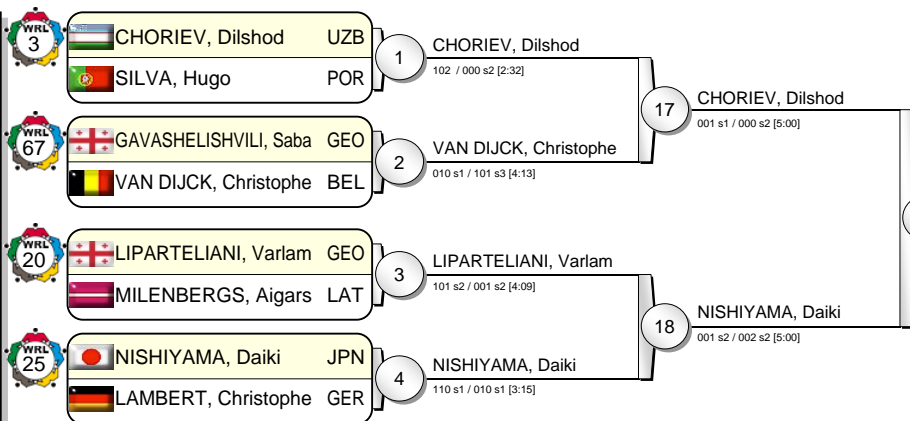 WRL
3
CHORIEV, Dilshod UZB
SILVA, Hugo POR
1
CHORIEV, Dilshod
102 / 000 s2 [2:32]
WRL
67
GAVASHELISHVILI, Saba GEO
VAN DIJCK, Christophe BEL
2
VAN DIJCK, Christophe
010 s1 / 101 s3 [4:13]
17
CHORIEV, Dilshod
001 s1 / 000 s2 [5:00]
WRL
20
LIPARTELIANI, Varlam GEO
MILENBERGS, Aigars LAT
3
LIPARTELIANI, Varlam
101 s2 / 001 s2 [4:09]
WRL
25
NISHIYAMA, Daiki JPN
LAMBERT, Christophe GER
4
NISHIYAMA, Daiki
110 s1 / 010 s1 [3:15]
18
NISHIYAMA, Daiki
001 s2 / 002 s2 [5:00]